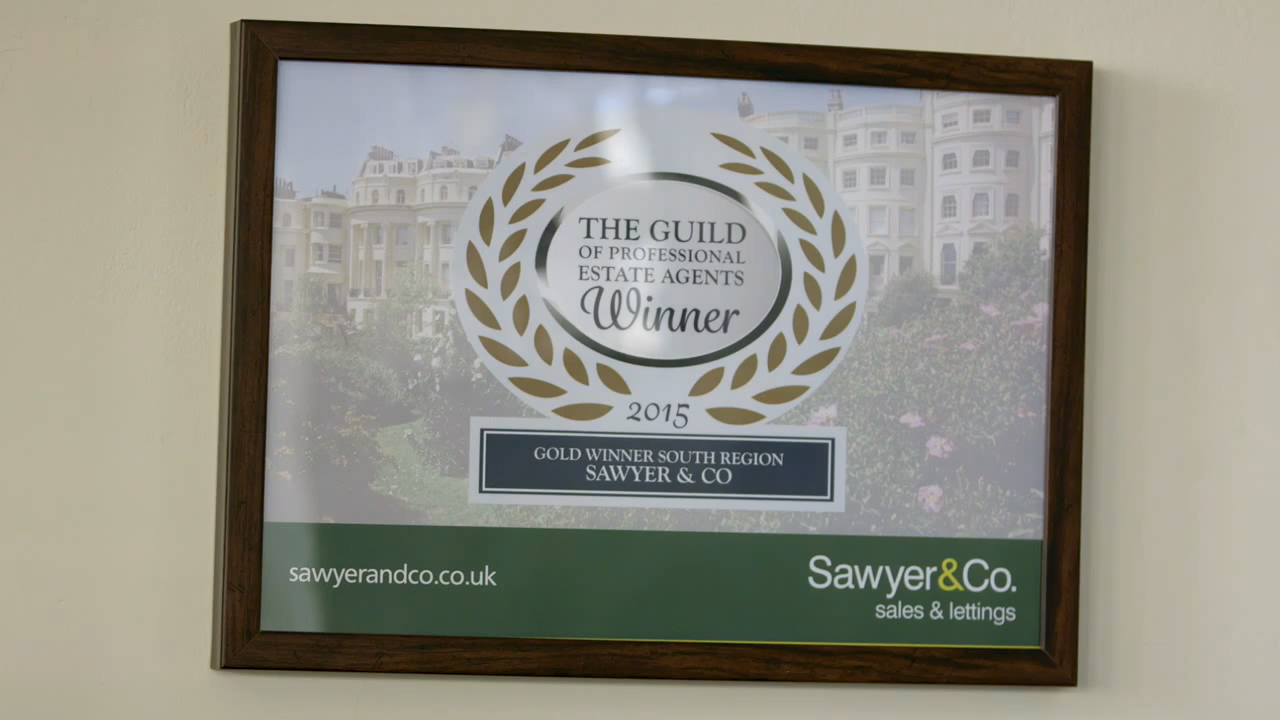 THE GUILD
OF PROFESSIONAL
ESTATE AGENTS
Winner
2015
GOLD WINNER SOUTH REGION
SAWYER & CO
sawyerandco.co.uk
Sawyer&Co.
sales & lettings